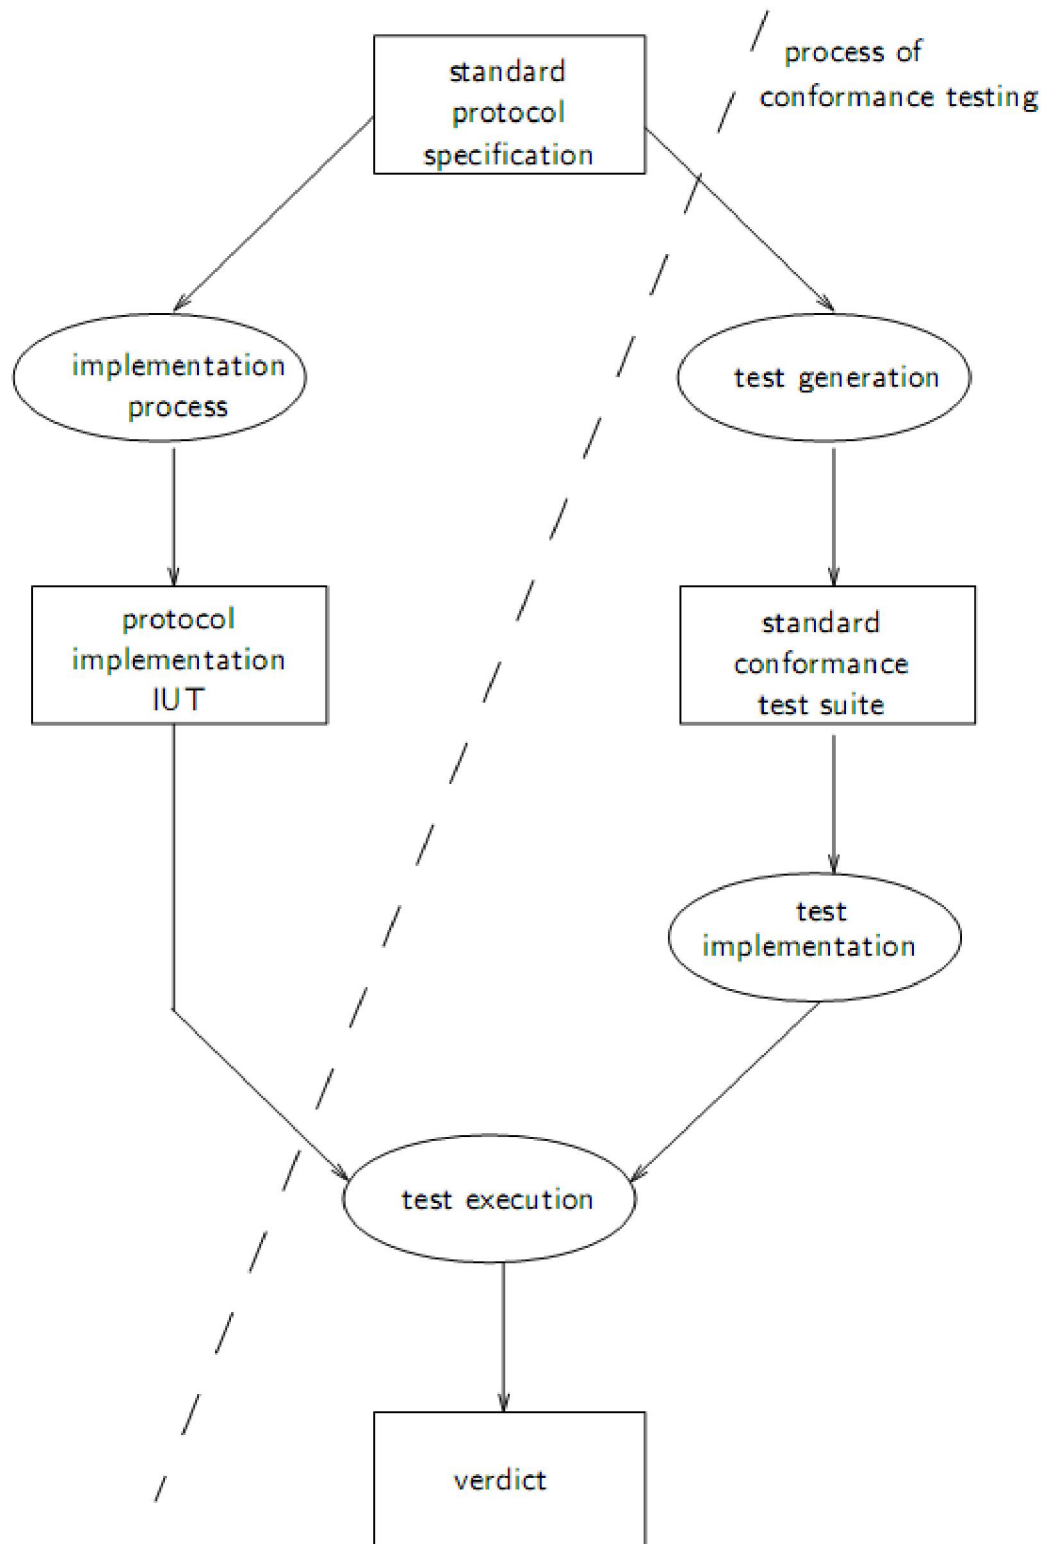 standard
protocol
specification
process of
conformance testing
implementation
process
test generation
protocol
implementation
IUT
standard
conformance
test suite
test
implementation
test execution
verdict